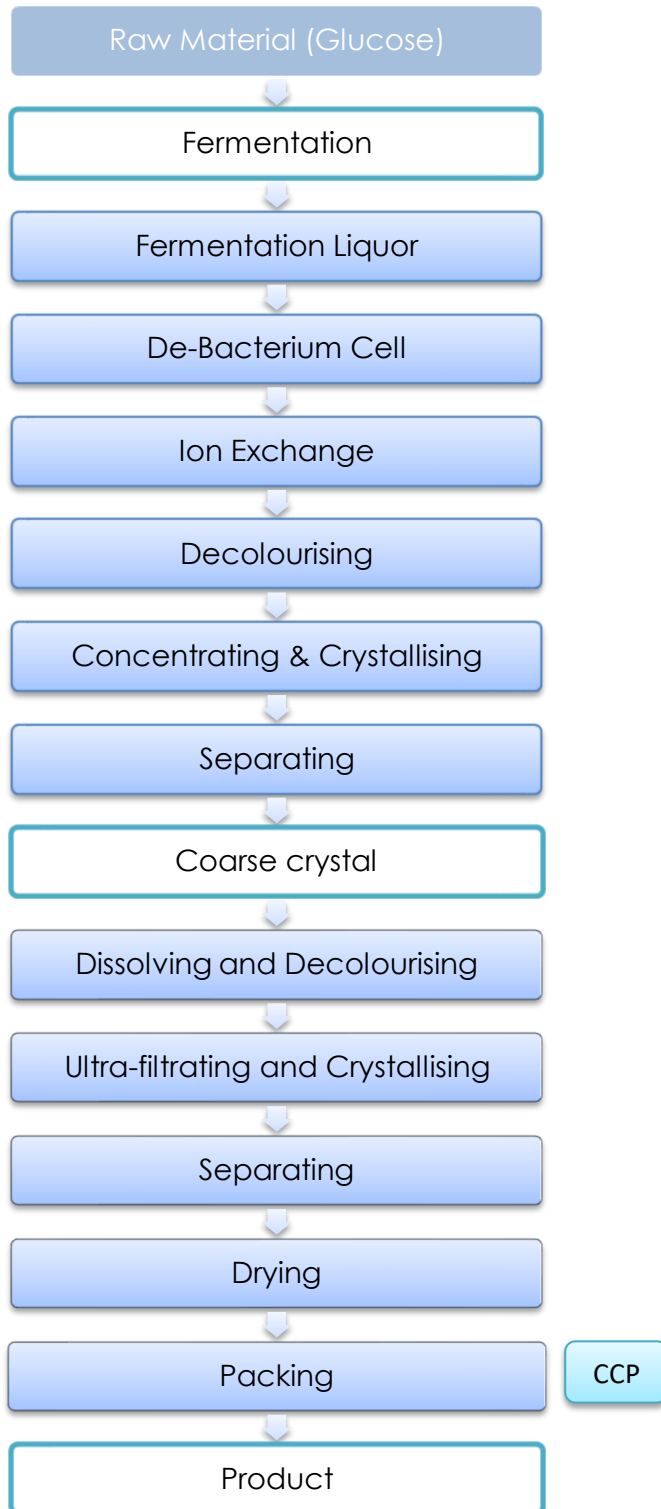 Raw Material (Glucose)
Fermentation
Fermentation Liquor
De-Bacterium Cell
Ion Exchange
Decolourising
Concentrating & Crystallising
Separating
Coarse crystal
Dissolving and Decolourising
Ultra-filtrating and Crystallising
Separating
Drying
Packing
CCP
Product